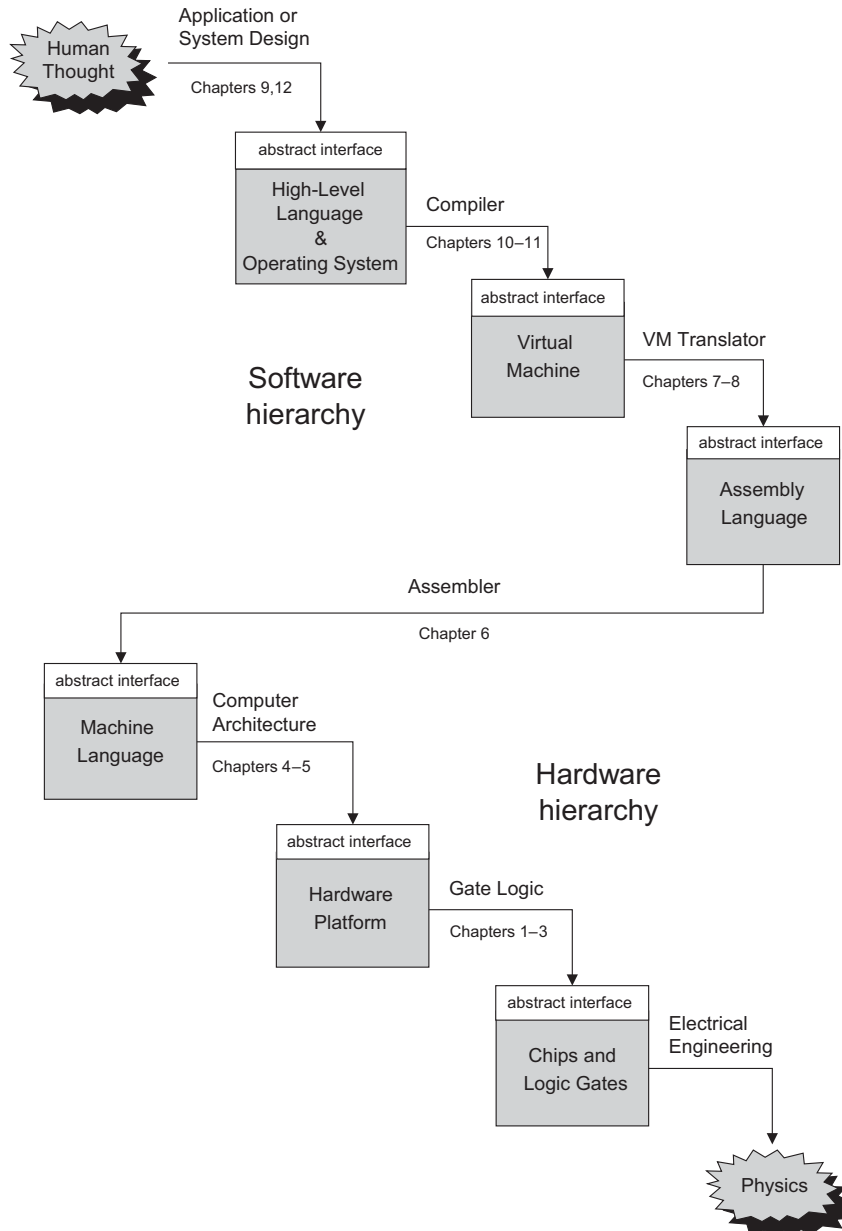 Application or
System Design
Human
Thought
Chapters 9,12
abstract interface
High-Level
Language
&
Operating System
Compiler
Chapters 10–11
abstract interface
Virtual
Machine
VM Translator
Chapters 7–8
Software
hierarchy
abstract interface
Assembly
Language
Assembler
Chapter 6
abstract interface
Machine
Language
Computer
Architecture
Chapters 4–5
Hardware
hierarchy
abstract interface
Hardware
Platform
Gate Logic
Chapters 1–3
abstract interface
Chips and
Logic Gates
Electrical
Engineering
Physics